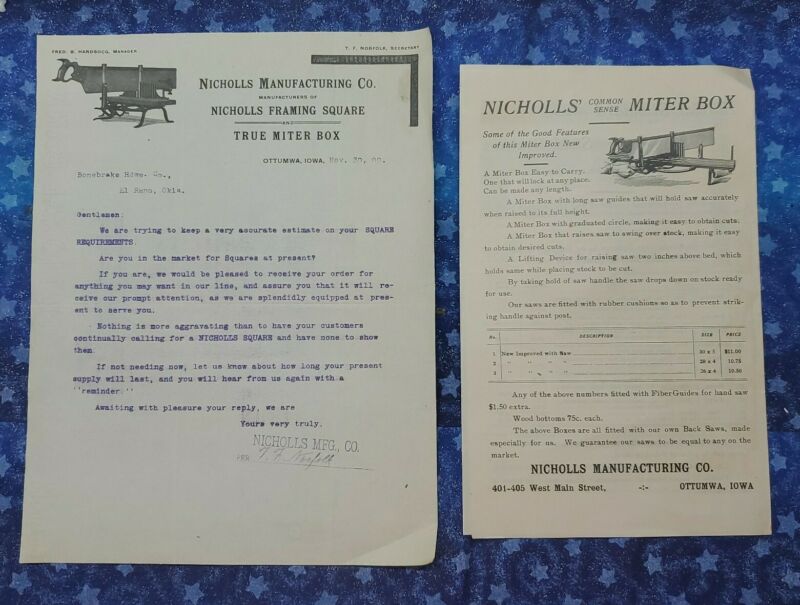 FRED. B. HARDSOCG, MANAGER
T. F. NORFOLK, SECRETARY
NICHOLLS MANUFACTURING CO.
MANUFACTURERS OF
NICHOLLS FRAMING SQUARE
AND
TRUE MITER BOX
OTTUMWA, IOWA, Nov. 30, 09.
Bonebrake Hdwe. Co.,
El Reno, Okla.
Gentlemen:
We are trying to keep a very accurate estimate on your SQUARE
REQUIREMENTS.
Are you in the market for Squares at present?
If you are, we would be pleased to receive your order for
anything you may want in our line, and assure you that it will re-
ceive our prompt attention, as we are splendidly equipped at pres-
ent to serve you.
Nothing is more aggravating than to have your customers
continually calling for a NICHOLLS SQUARE and have none to show
them.
If not needing now, let us know about how long your present
supply will last, and you will hear from us again with a
"reminder."
Awaiting with pleasure your reply, we are
Yours very truly,
NICHOLLS MFG., CO.
PER T. F. Norfolk
NICHOLLS' COMMON SENSE MITER BOX
Some of the Good Features
of this Miter Box New
Improved.
A Miter Box Easy to Carry.
One that will lock at any place.
Can be made any length.
A Miter Box with long saw guides that will hold saw accurately
when raised to its full height.
A Miter Box with graduated circle, making it easy to obtain cuts.
A Miter Box that raises saw to swing over stock, making it easy
to obtain desired cuts.
A Lifting Device for raising saw two inches above bed, which
holds same while placing stock to be cut.
By taking hold of saw handle the saw drops down on stock ready
for use.
Our saws are fitted with rubber cushions so as to prevent strik-
ing handle against post.
No. DESCRIPTION SIZE PRICE
1 New Improved with Saw 30 x 5 $11.00
2 " " " " 28 x 4 10.75
3 " " " " 26 x 4 10.50
Any of the above numbers fitted with Fiber Guides for hand saw
$1.50 extra.
Wood bottoms 75c. each.
The above Boxes are all fitted with our own Back Saws, made
especially for us. We guarantee our saws to be equal to any on the
market.
NICHOLLS MANUFACTURING CO.
401-405 West Main Street, -:- OTTUMWA, IOWA